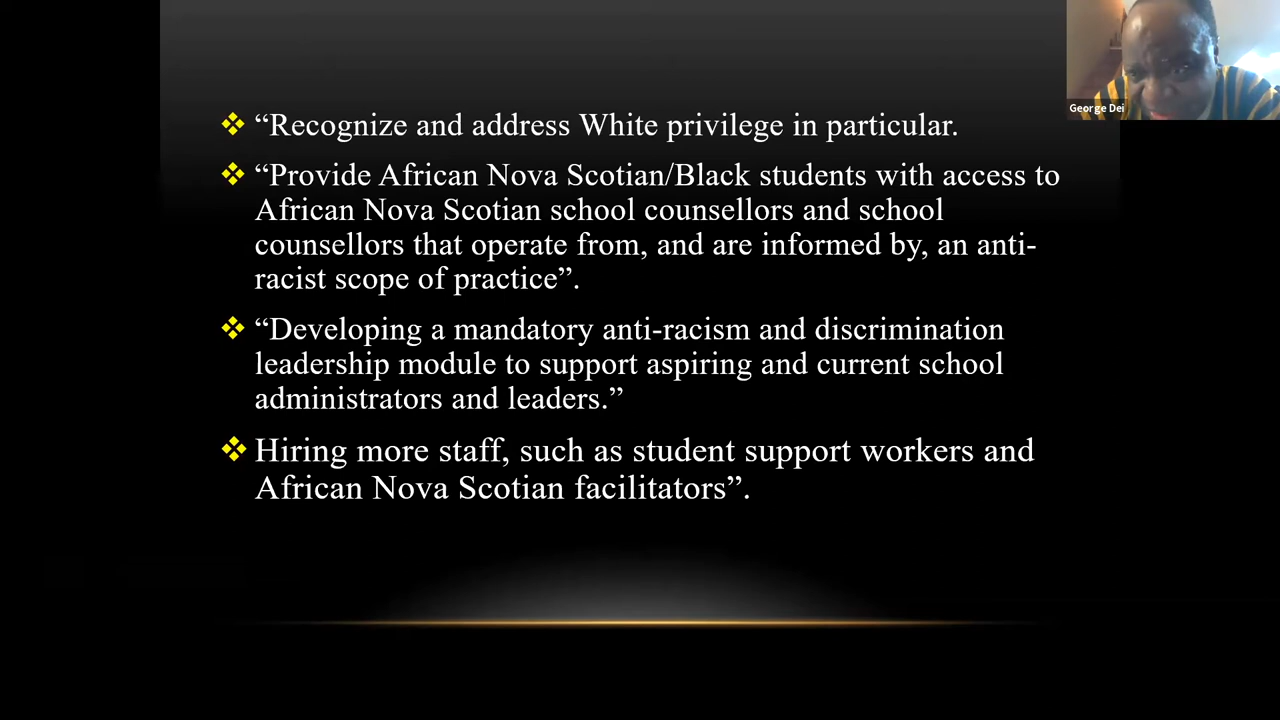 George Dei
“Recognize and address White privilege in particular.
“Provide African Nova Scotian/Black students with access to
African Nova Scotian school counsellors and school
counsellors that operate from, and are informed by, an anti-
racist scope of practice”.
“Developing a mandatory anti-racism and discrimination
leadership module to support aspiring and current school
administrators and leaders.”
Hiring more staff, such as student support workers and
African Nova Scotian facilitators”.